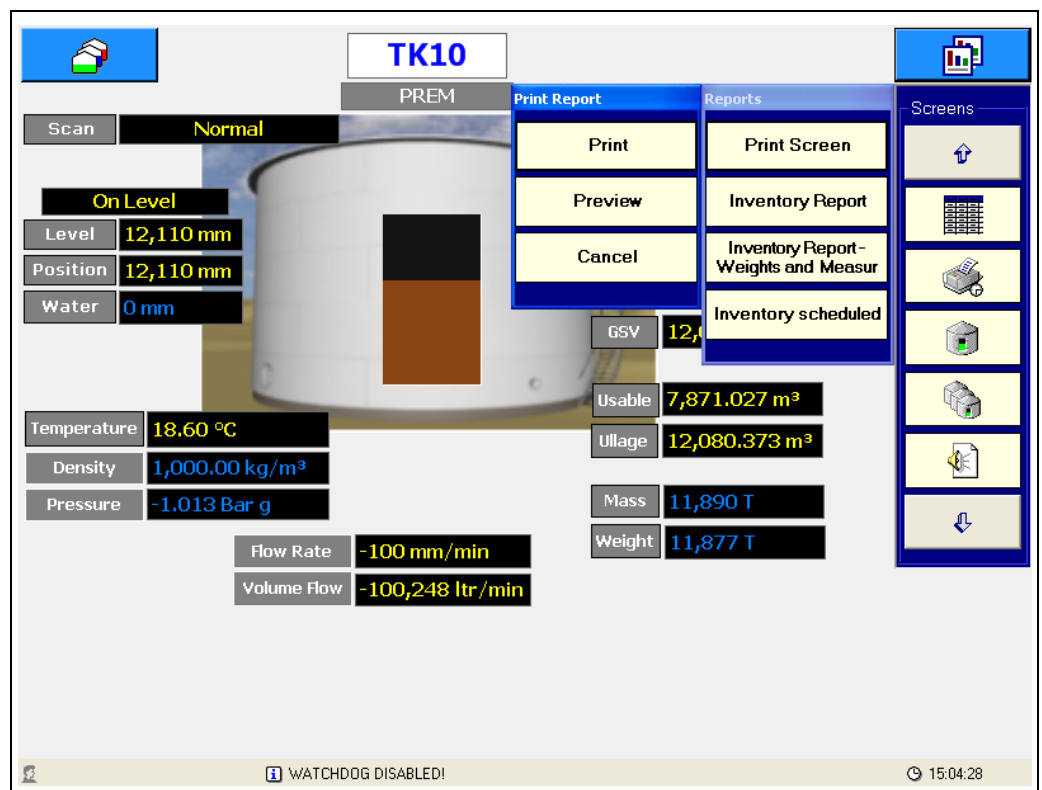 TK10
PREM
Scan Normal
On Level
Level 12,110 mm
Position 12,110 mm
Water 0 mm
Temperature 18.60 ºC
Density 1,000.00 kg/m³
Pressure -1.013 Bar g
Flow Rate -100 mm/min
Volume Flow -100,248 ltr/min
Print Report
Print
Preview
Cancel
Reports
Print Screen
Inventory Report
Inventory Report-
Weights and Measur
Inventory scheduled
GSV 12,
Usable 7,871.027 m³
Ullage 12,080.373 m³
Mass 11,890 T
Weight 11,877 T
Screens
WATCHDOG DISABLED!
15:04:28